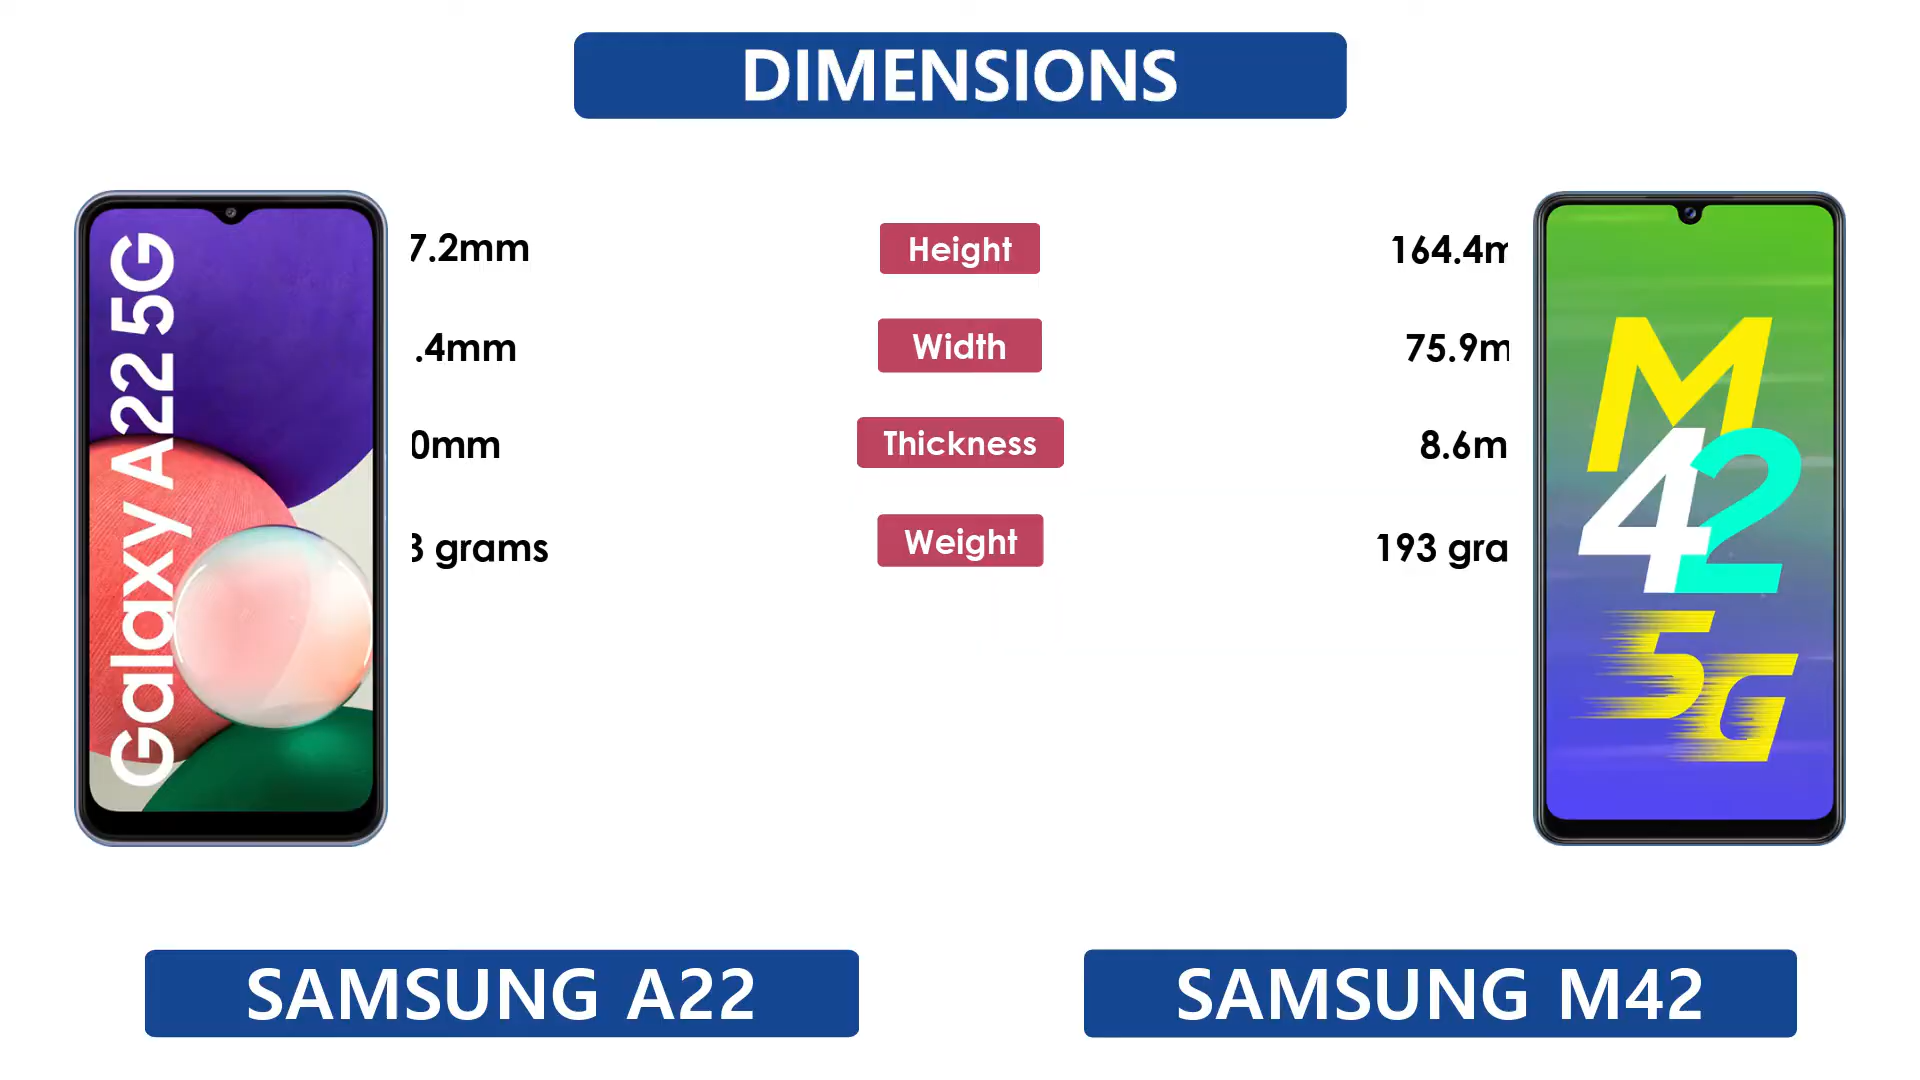 DIMENSIONS
Galaxy A22 5G
7.2mm
Height
164.4m
.4mm
Width
75.9m
0mm
Thickness
8.6m
grams
Weight
193 gra
M
42
5G
SAMSUNG A22
SAMSUNG M42